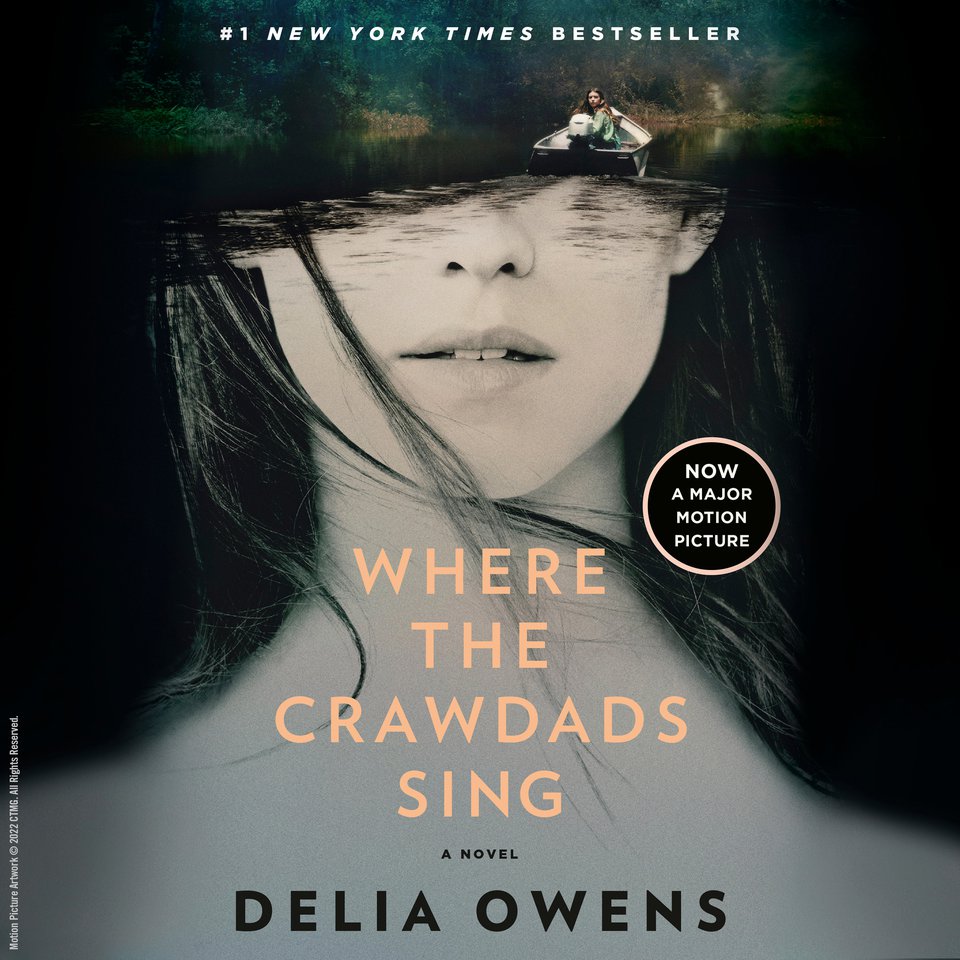 #1 NEW YORK TIMES BESTSELLER
NOW
A MAJOR
MOTION
PICTURE
WHERE
THE
CRAWDADS
SING
A NOVEL
DELIA OWENS
Motion Picture Artwork © 2022 CTMG. All Rights Reserved.